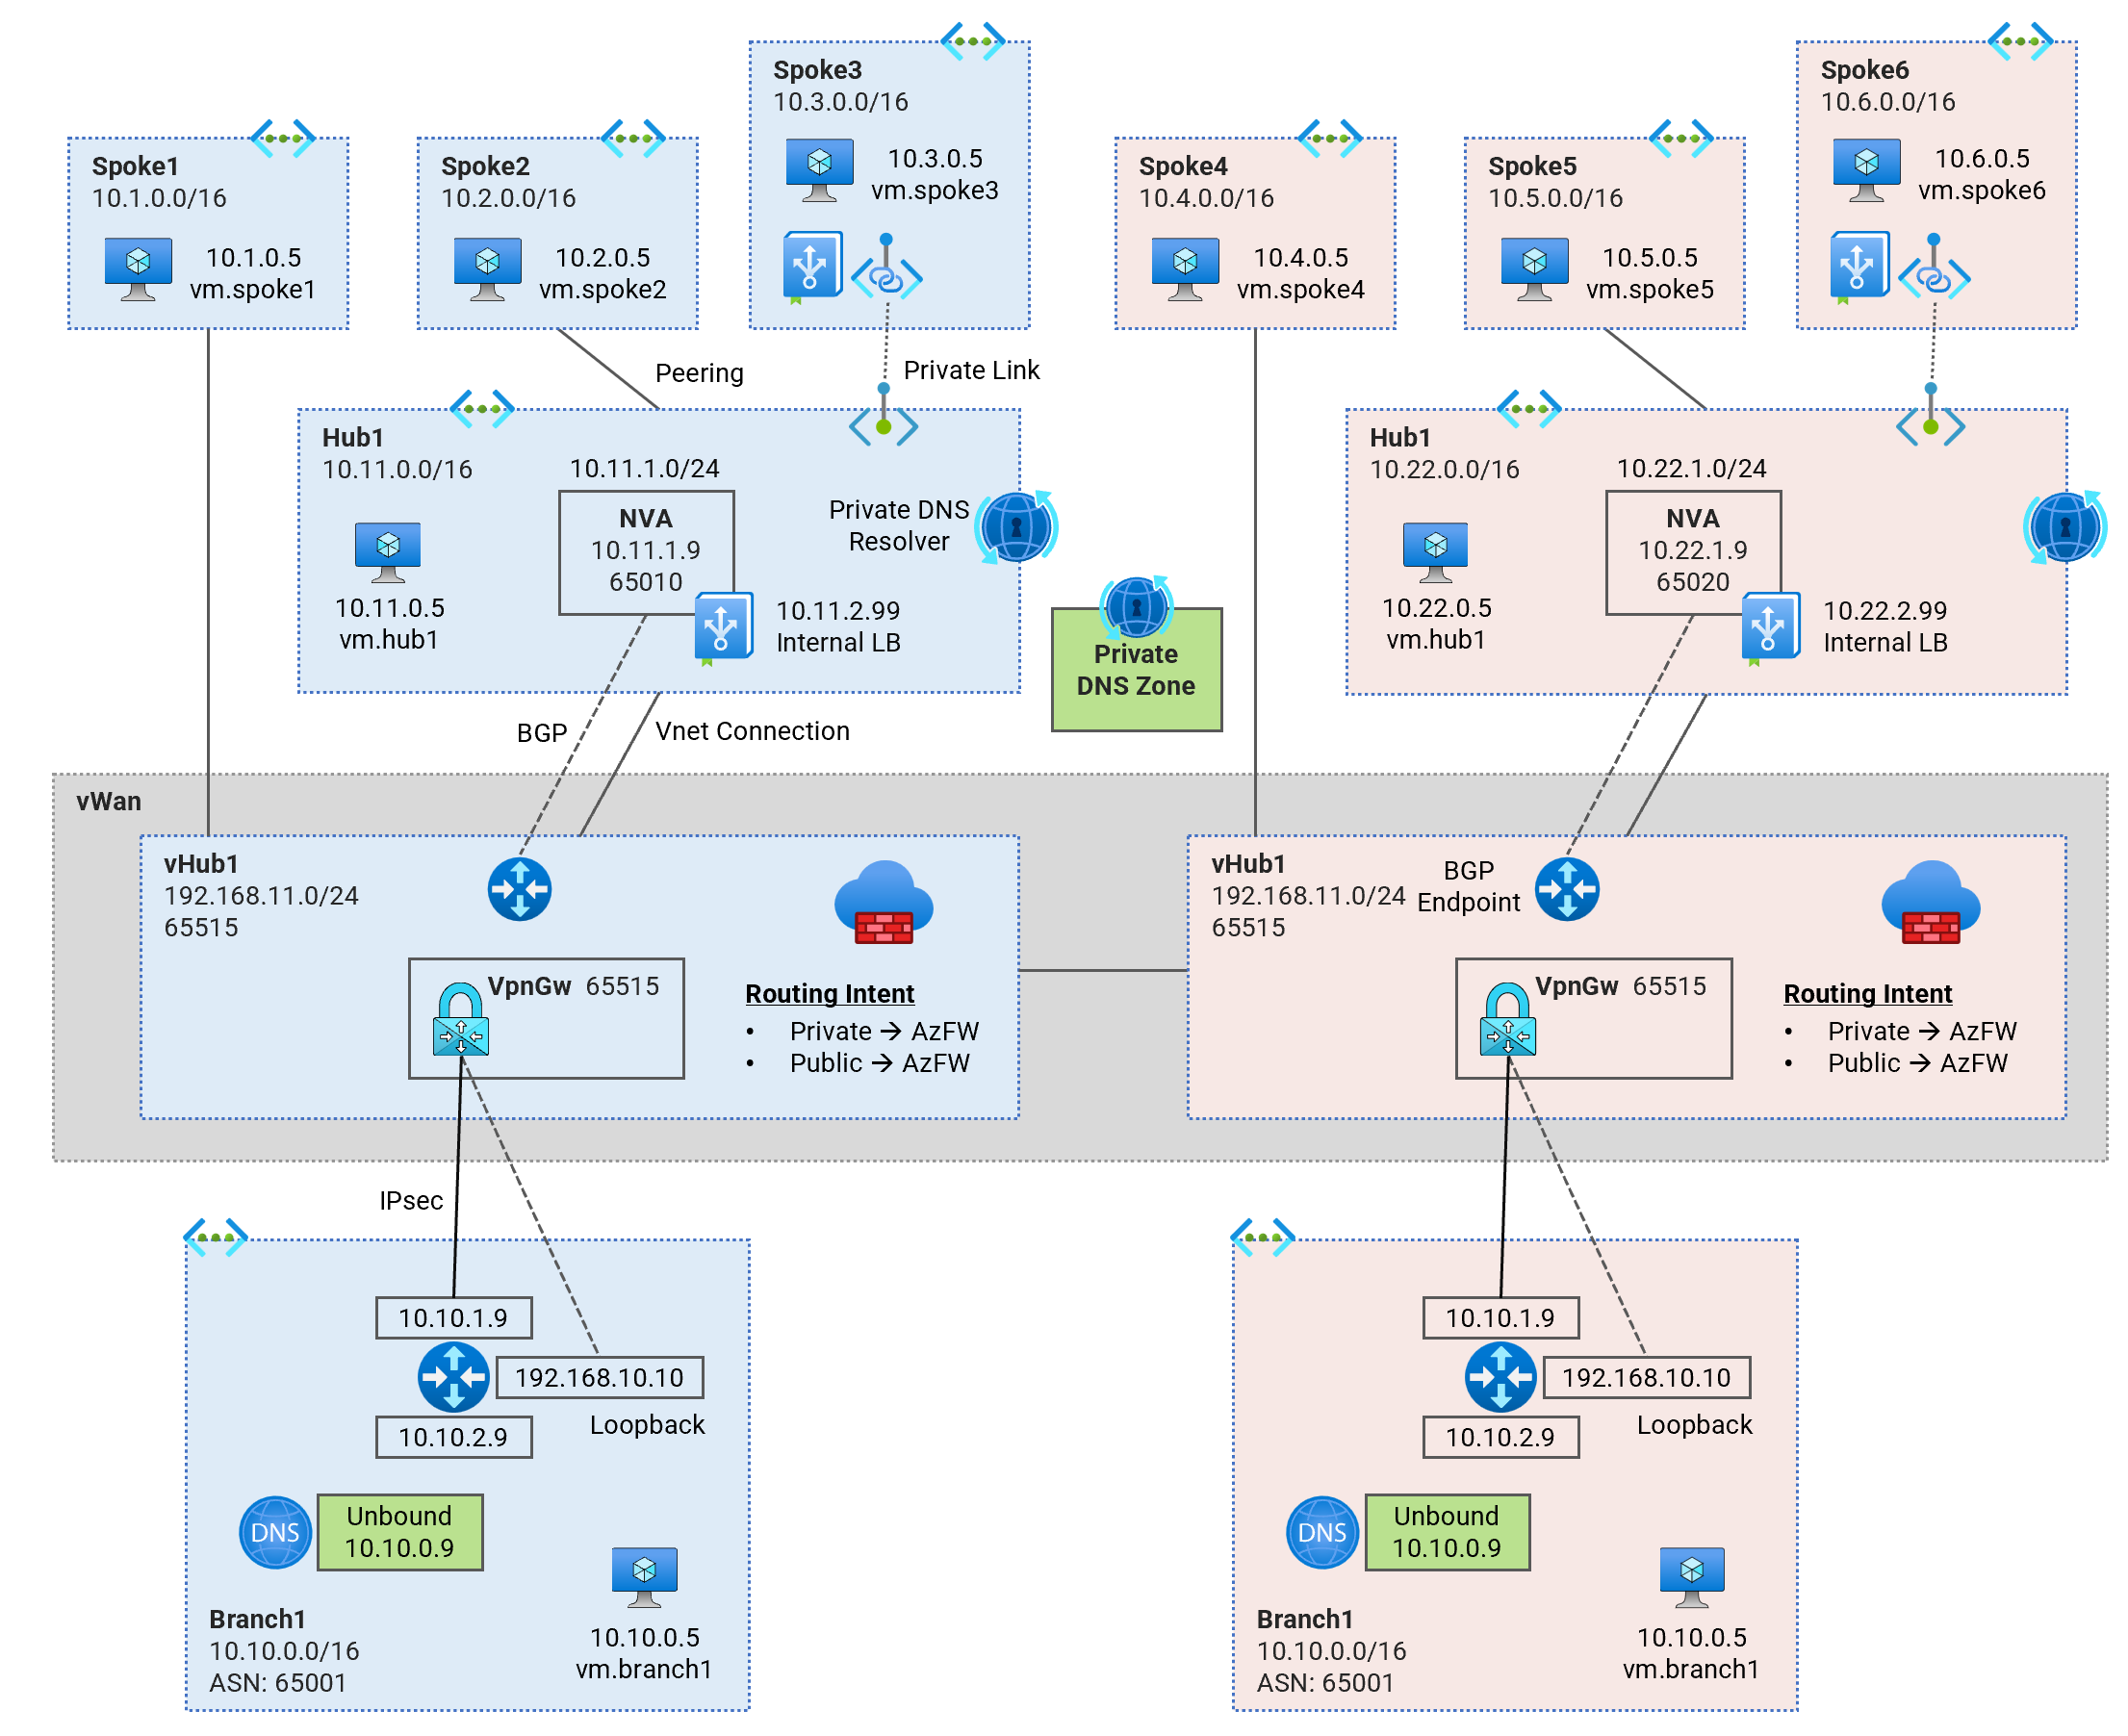 Spoke1
10.1.0.0/16
10.1.0.5
vm.spoke1
Spoke2
10.2.0.0/16
10.2.0.5
vm.spoke2
Spoke3
10.3.0.0/16
10.3.0.5
vm.spoke3
Spoke4
10.4.0.0/16
10.4.0.5
vm.spoke4
Spoke5
10.5.0.0/16
10.5.0.5
vm.spoke5
Spoke6
10.6.0.0/16
10.6.0.5
vm.spoke6
Peering
Private Link
Hub1
10.11.0.0/16
10.11.1.0/24
NVA
10.11.1.9
65010
Private DNS
Resolver
10.11.0.5
vm.hub1
10.11.2.99
Internal LB
Private
DNS Zone
Hub1
10.22.0.0/16
10.22.1.0/24
NVA
10.22.1.9
65020
10.22.0.5
vm.hub1
10.22.2.99
Internal LB
BGP
Vnet Connection
vWan
vHub1
192.168.11.0/24
65515
VpnGw 65515
Routing Intent
• Private → AzFW
• Public → AzFW
vHub1
192.168.11.0/24
65515
BGP
Endpoint
VpnGw 65515
Routing Intent
• Private → AzFW
• Public → AzFW
IPsec
10.10.1.9
192.168.10.10
10.10.2.9
Loopback
DNS
Unbound
10.10.0.9
Branch1
10.10.0.0/16
ASN: 65001
10.10.0.5
vm.branch1
10.10.1.9
192.168.10.10
10.10.2.9
Loopback
DNS
Unbound
10.10.0.9
Branch1
10.10.0.0/16
ASN: 65001
10.10.0.5
vm.branch1